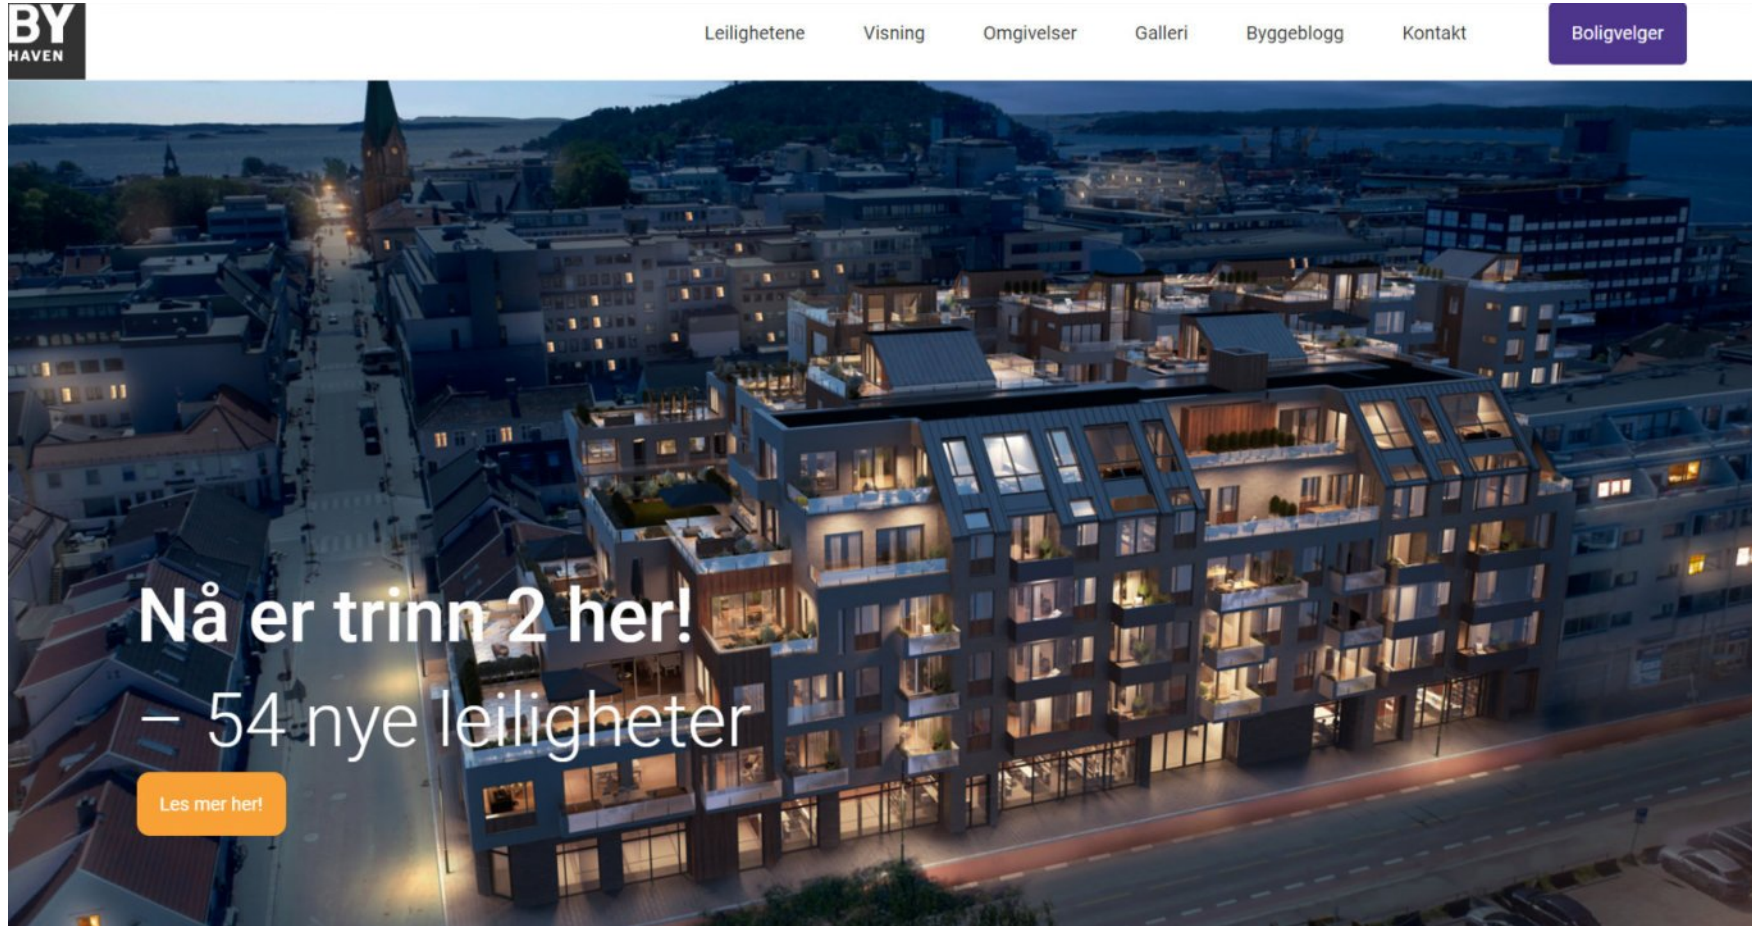 BY
HAVEN
Leilighetene Visning Omgivelser Galleri Byggeblogg Kontakt Boligvelger
Nå er trinn 2 her!
– 54 nye leiligheter
Les mer her!